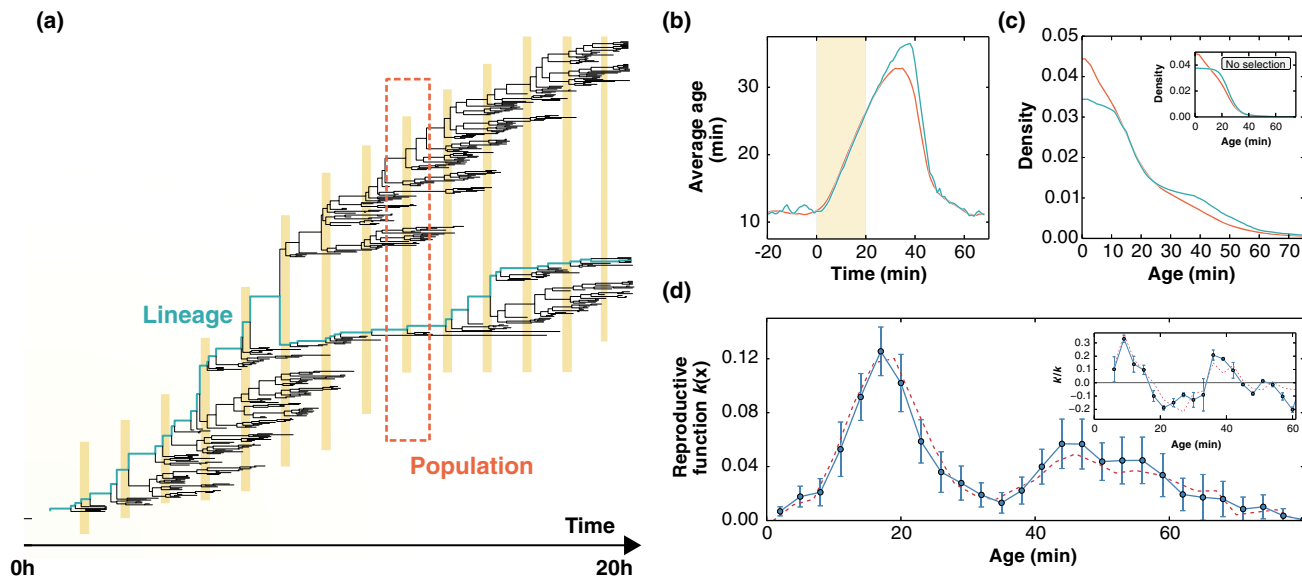 (a)
Lineage
Population
Time
0h
20h
(b)
Average age
(min)
30
20
10
-20
0
20
40
60
Time (min)
(c)
0.05
0.04
0.03
0.02
0.01
0.00
Density
0 10 20 30 40 50 60 70
Age (min)
No selection
Density
0.04
0.02
0.00
0 20 40 60
Age (min)
(d)
Reproductive
function k(x)
0.12
0.08
0.04
0.00
0
20
40
60
Age (min)
k/k
0.3
0.2
0.1
0.0
−0.1
−0.2
0 10 20 30 40 50 60
Age (min)